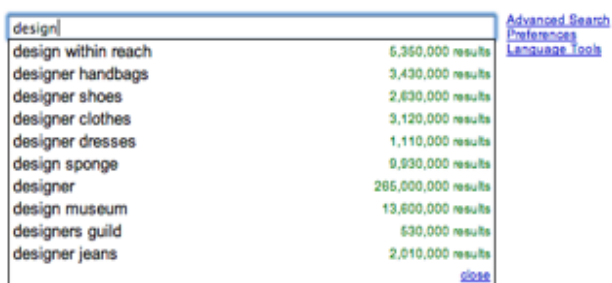 design
Advanced Search
Preferences
Language Tools
design within reach 5,350,000 results
designer handbags 3,430,000 results
designer shoes 2,630,000 results
designer clothes 3,120,000 results
designer dresses 1,110,000 results
design sponge 9,930,000 results
designer 265,000,000 results
design museum 13,600,000 results
designers guild 530,000 results
designer jeans 2,010,000 results
close